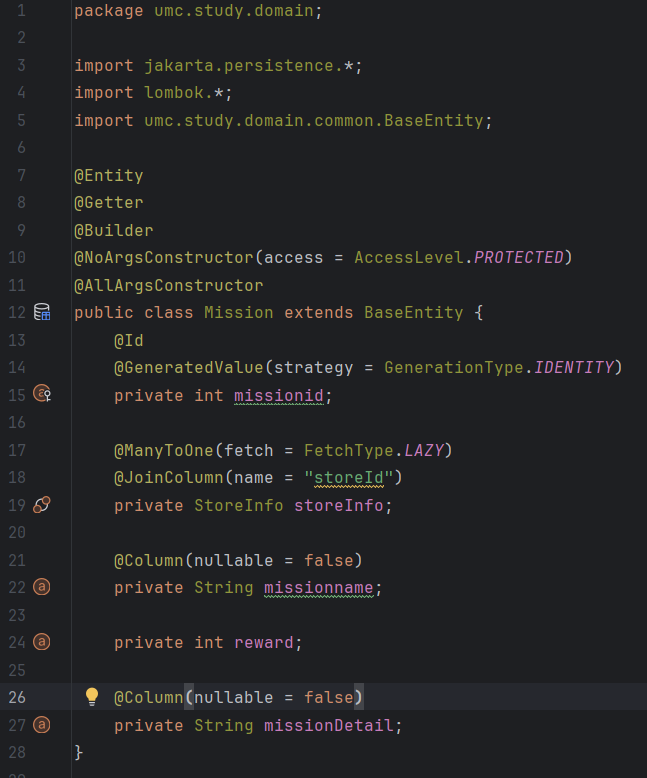 1 package umc.study.domain;
2
3 import jakarta.persistence.*;
4 import lombok.*;
5 import umc.study.domain.common.BaseEntity;
6
7 @Entity
8 @Getter
9 @Builder
10 @NoArgsConstructor(access = AccessLevel.PROTECTED)
11 @AllArgsConstructor
12 public class Mission extends BaseEntity {
13     @Id
14     @GeneratedValue(strategy = GenerationType.IDENTITY)
15     private int missionid;
16
17     @ManyToOne(fetch = FetchType.LAZY)
18     @JoinColumn(name = "storeId")
19     private StoreInfo storeInfo;
20
21     @Column(nullable = false)
22     private String missionname;
23
24     private int reward;
25
26     @Column(nullable = false)
27     private String missionDetail;
28 }